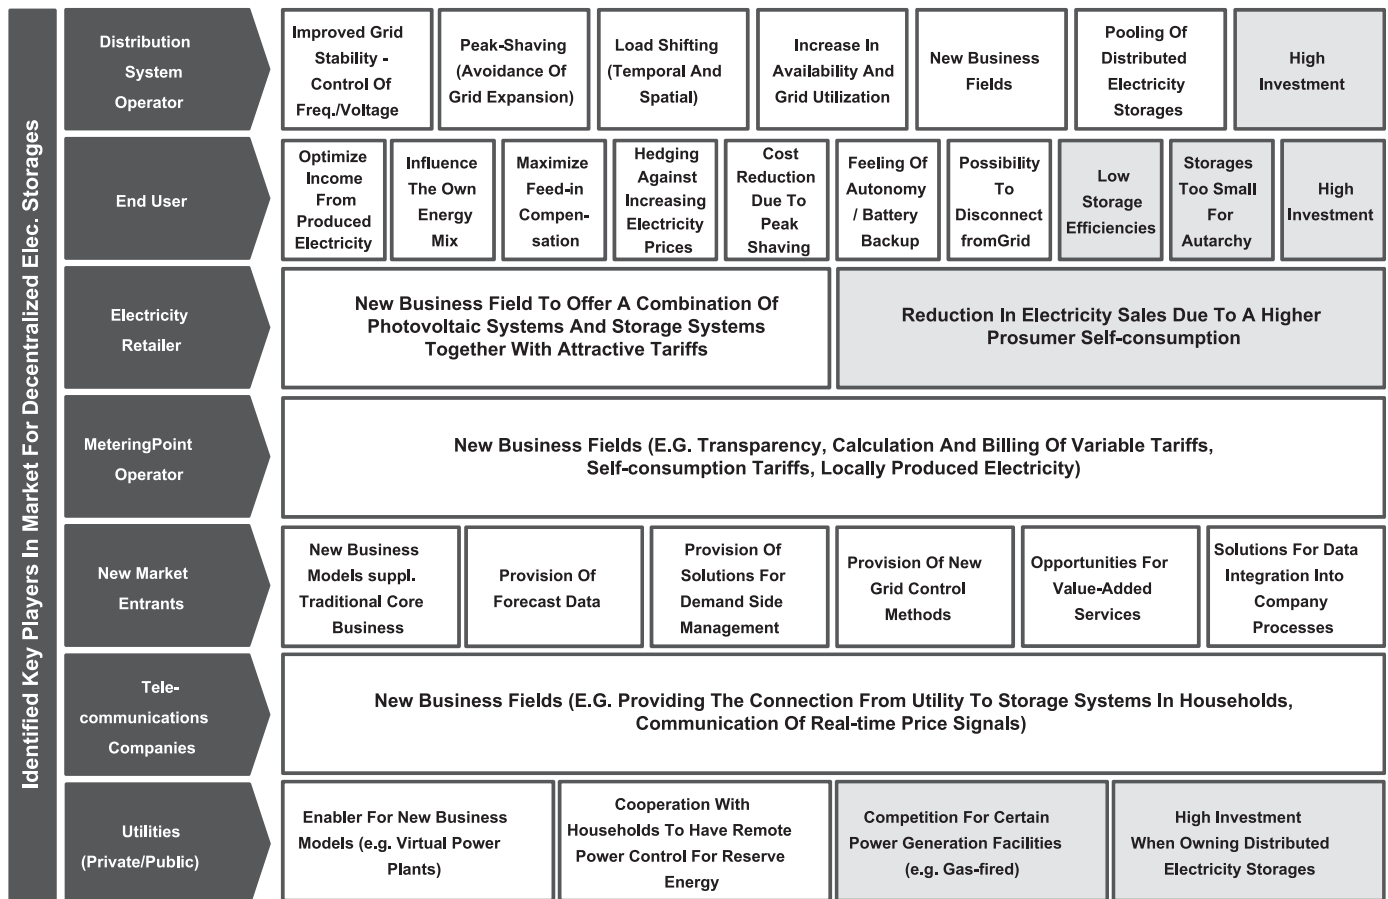 Identified Key Players In Market For Decentralized Elec. Storages
Distribution
System
Operator
Improved Grid
Stability -
Control Of
Freq./Voltage
Peak-Shaving
(Avoidance Of
Grid Expansion)
Load Shifting
(Temporal And
Spatial)
Increase In
Availability And
Grid Utilization
New Business
Fields
Pooling Of
Distributed
Electricity
Storages
High
Investment
End User
Optimize
Income
From
Produced
Electricity
Influence
The Own
Energy
Mix
Maximize
Feed-in
Compen-
sation
Hedging
Against
Increasing
Electricity
Prices
Cost
Reduction
Due To
Peak
Shaving
Feeling Of
Autonomy
/ Battery
Backup
Possibility
To
Disconnect
fromGrid
Low
Storage
Efficiencies
Storages
Too Small
For
Autarchy
High
Investment
Electricity
Retailer
New Business Field To Offer A Combination Of
Photovoltaic Systems And Storage Systems
Together With Attractive Tariffs
Reduction In Electricity Sales Due To A Higher
Prosumer Self-consumption
MeteringPoint
Operator
New Business Fields (E.G. Transparency, Calculation And Billing Of Variable Tariffs,
Self-consumption Tariffs, Locally Produced Electricity)
New Market
Entrants
New Business
Models suppl.
Traditional Core
Business
Provision Of
Forecast Data
Provision Of
Solutions For
Demand Side
Management
Provision Of New
Grid Control
Methods
Opportunities For
Value-Added
Services
Solutions For Data
Integration Into
Company
Processes
Tele-
communications
Companies
New Business Fields (E.G. Providing The Connection From Utility To Storage Systems In Households,
Communication Of Real-time Price Signals)
Utilities
(Private/Public)
Enabler For New Business
Models (e.g. Virtual Power
Plants)
Cooperation With
Households To Have Remote
Power Control For Reserve
Energy
Competition For Certain
Power Generation Facilities
(e.g. Gas-fired)
High Investment
When Owning Distributed
Electricity Storages